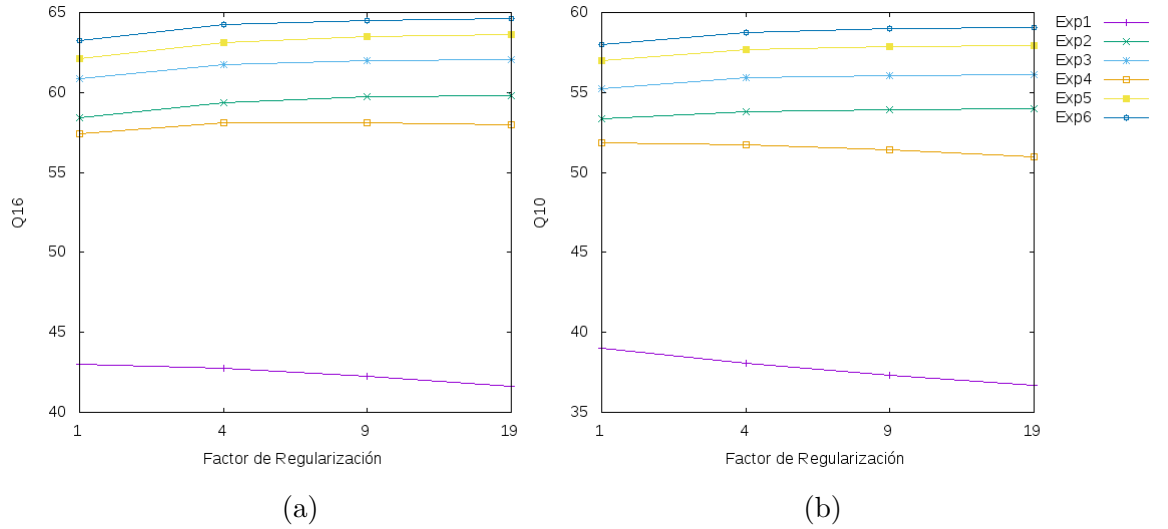 65
60
55
50
45
40
1
4
9
19
Q16
Factor de Regularización
(a)
60
55
50
45
40
35
1
4
9
19
Q10
Factor de Regularización
(b)
Exp1
Exp2
Exp3
Exp4
Exp5
Exp6